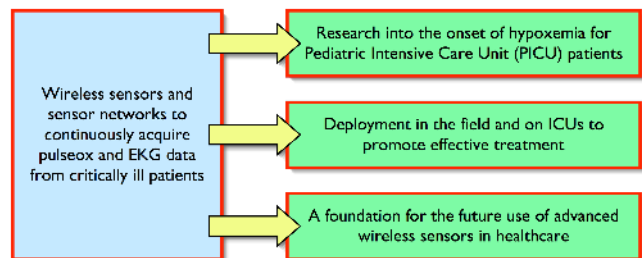 Wireless sensors and
sensor networks to
continuously acquire
pulseox and EKG data
from critically ill patients
Research into the onset of hypoxemia for
Pediatric Intensive Care Unit (PICU) patients
Deployment in the field and on ICUs to
promote effective treatment
A foundation for the future use of advanced
wireless sensors in healthcare